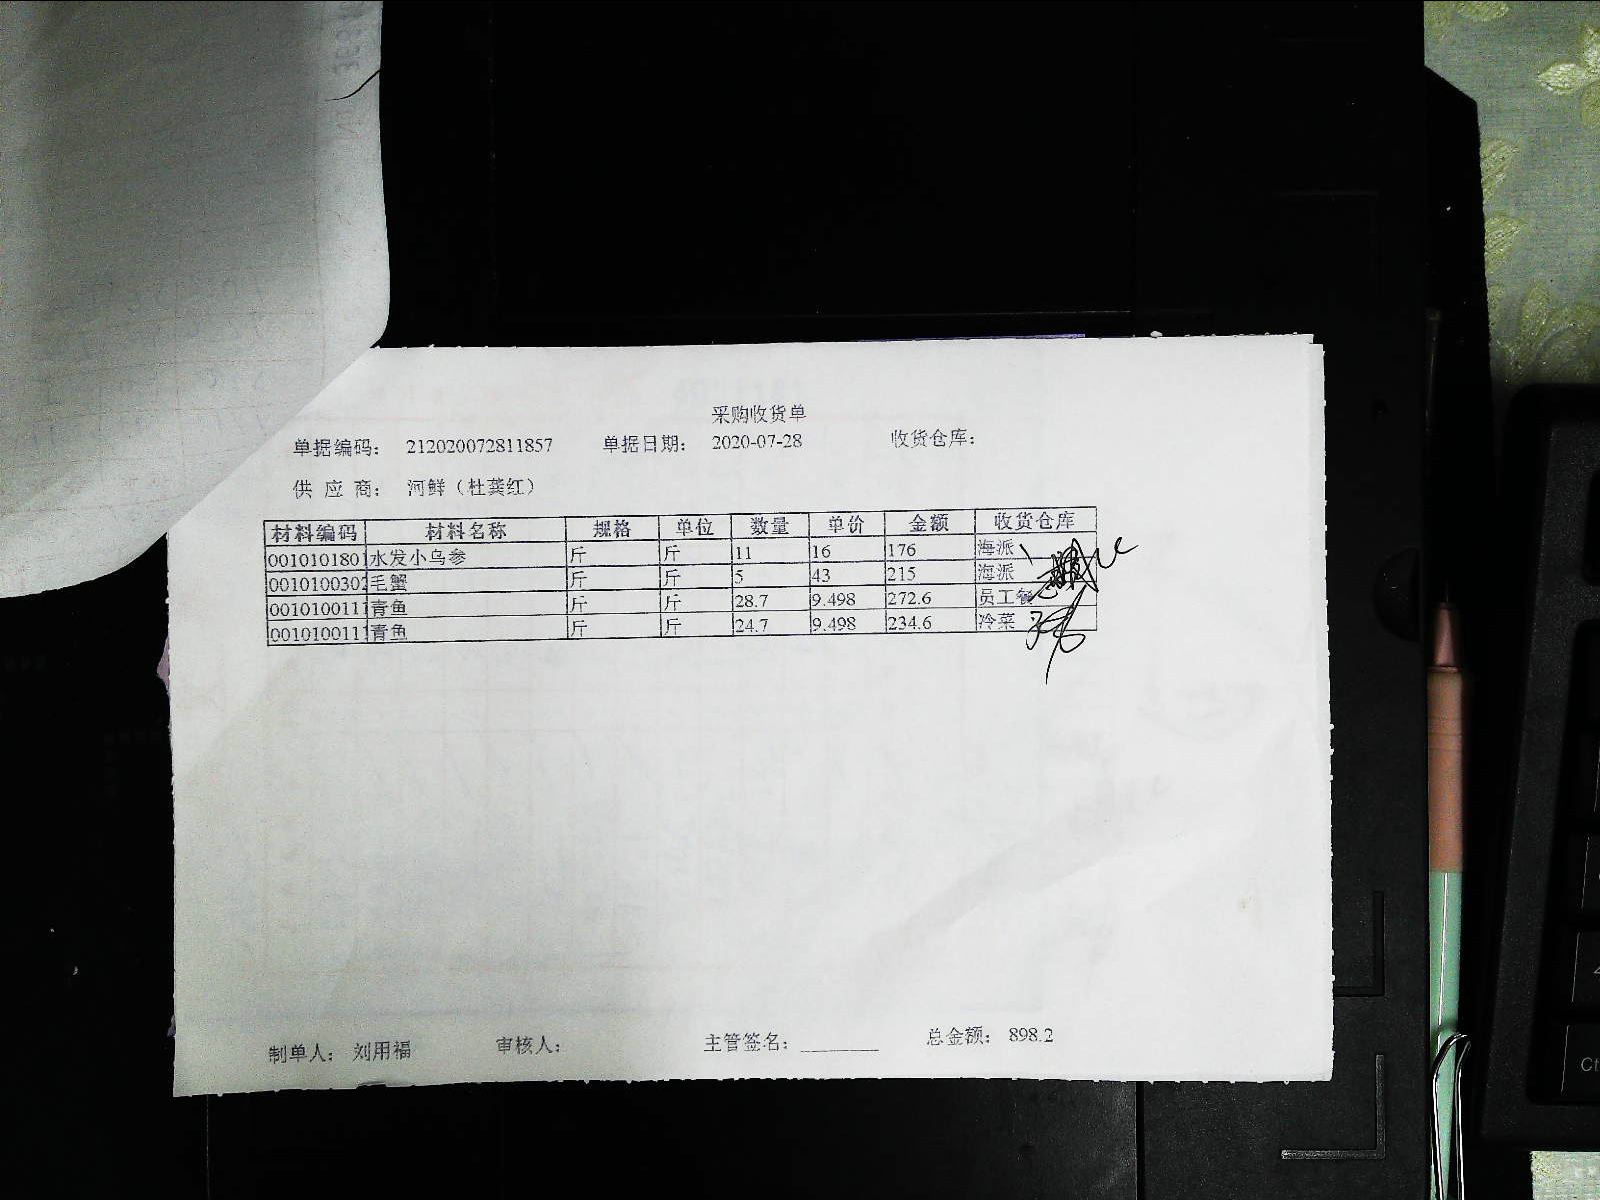 采购收货单
单据编码： 212020072811857 单据日期： 2020-07-28 收货仓库：
供 应 商： 河鲜（杜龚红）
材料编码 材料名称 规格 单位 数量 单价 金额 收货仓库
0010101801 水发小乌参 斤 斤 11 16 176 海派
0010100302 毛蟹 斤 斤 5 43 215 海派
0010100111 青鱼 斤 斤 28.7 9.498 272.6 员工餐
0010100111 青鱼 斤 斤 24.7 9.498 234.6 冷菜
制单人： 刘用福 审核人： 主管签名： ________ 总金额： 898.2